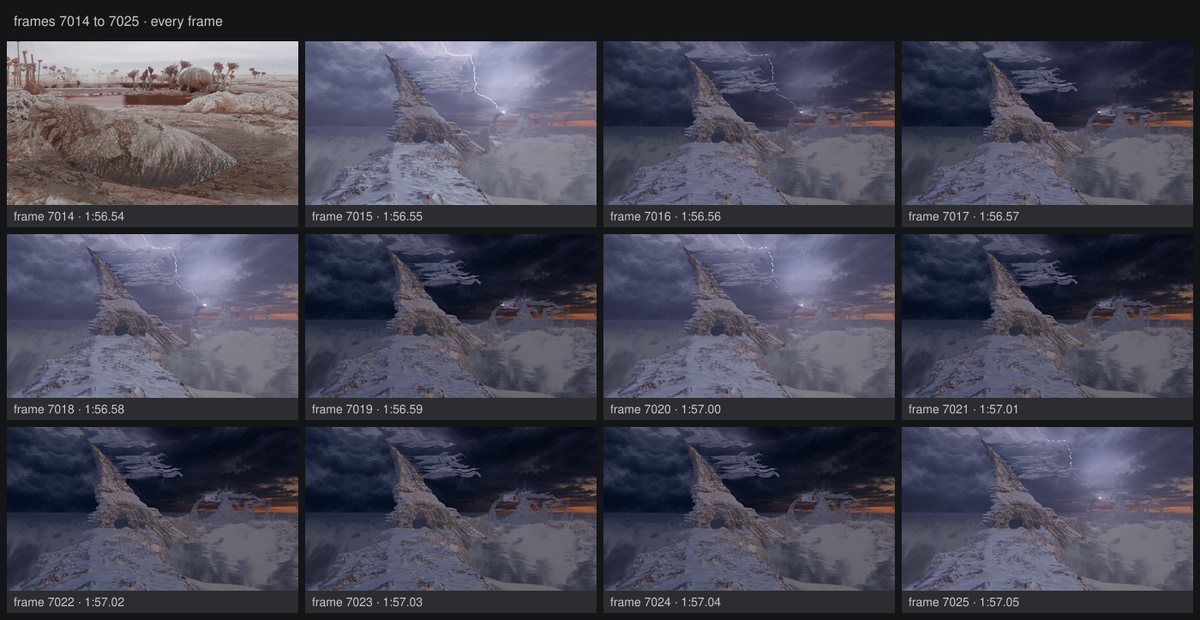 frames 7014 to 7025 · every frame
frame 7014 · 1:56.54
frame 7015 · 1:56.55
frame 7016 · 1:56.56
frame 7017 · 1:56.57
frame 7018 · 1:56.58
frame 7019 · 1:56.59
frame 7020 · 1:57.00
frame 7021 · 1:57.01
frame 7022 · 1:57.02
frame 7023 · 1:57.03
frame 7024 · 1:57.04
frame 7025 · 1:57.05